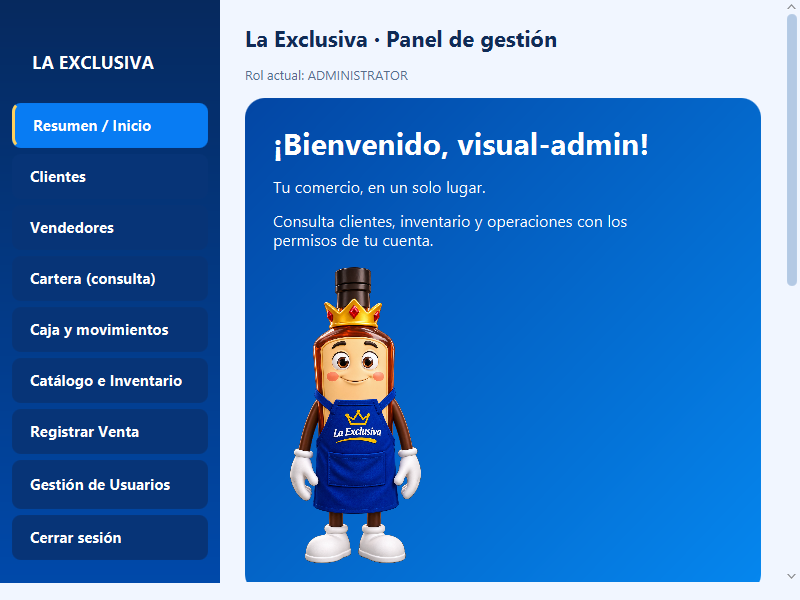 LA EXCLUSIVA
Resumen / Inicio
Clientes
Vendedores
Cartera (consulta)
Caja y movimientos
Catálogo e Inventario
Registrar Venta
Gestión de Usuarios
Cerrar sesión
La Exclusiva · Panel de gestión
Rol actual: ADMINISTRATOR
¡Bienvenido, visual-admin!
Tu comercio, en un solo lugar.
Consulta clientes, inventario y operaciones con los
permisos de tu cuenta.
La Exclusiva